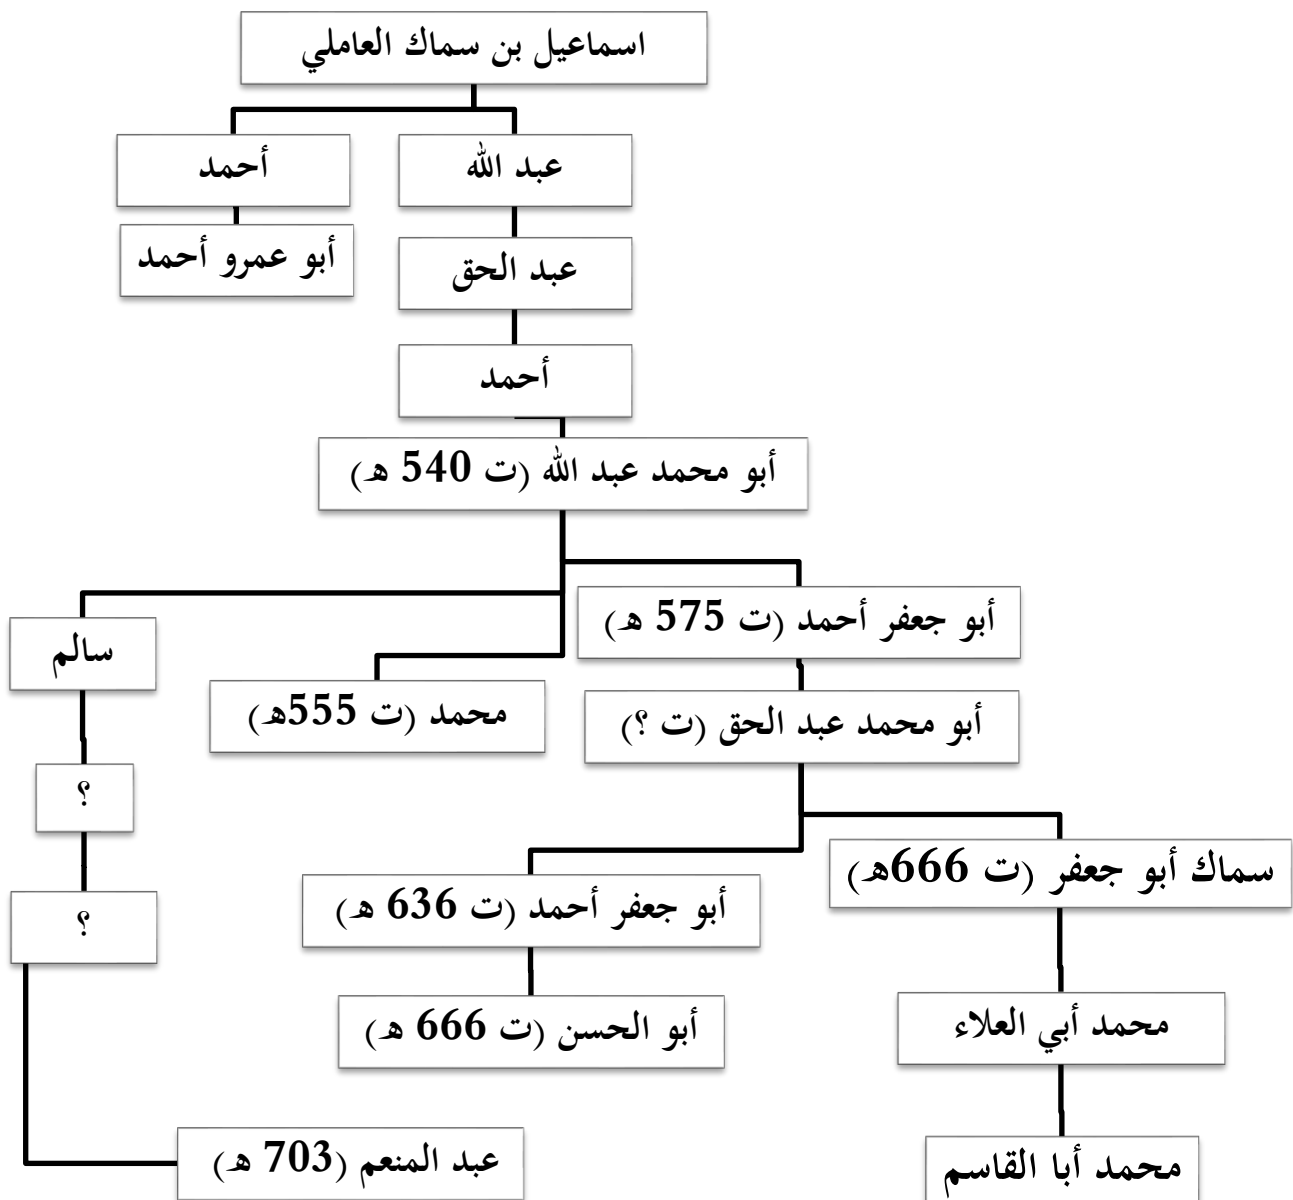 اسماعيل بن سماك العاملي
عبد الله
أحمد
أبو عمرو أحمد
عبد الحق
أحمد
أبو محمد عبد الله (ت 540 هـ)
أبو جعفر أحمد (ت 575 هـ)
سالم
محمد (ت 555هـ)
أبو محمد عبد الحق (ت ؟)
؟
سماك أبو جعفر (ت 666هـ)
أبو جعفر أحمد (ت 636 هـ)
؟
محمد أبي العلاء
أبو الحسن (ت 666 هـ)
عبد المنعم (703 هـ)
محمد أبا القاسم